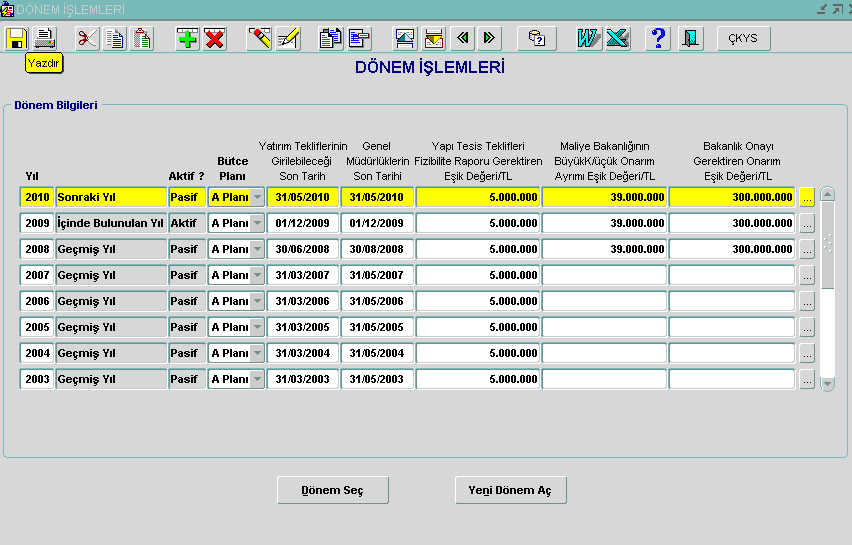 DÖNEM İŞLEMLERİ
ÇKYS
Yazdır
DÖNEM İŞLEMLERİ
Dönem Bilgileri
Yıl
Aktif ?
Bütce
Planı
Yatırım Tekliflerinin
Girilebileceği
Son Tarih
Genel
Müdürlüklerin
Son Tarihi
Yapı Tesis Teklifleri
Fizibilite Raporu Gerektiren
Eşik Değeri/TL
Maliye Bakanlığının
BüyükK/üçük Onarım
Ayrımı Eşik Değeri/TL
Bakanlık Onayı
Gerektiren Onarım
Eşik Değeri/TL
2010 Sonraki Yıl Pasif A Planı 31/05/2010 31/05/2010 5.000.000 39.000.000 300.000.000 ...
2009 İçinde Bulunulan Yıl Aktif A Planı 01/12/2009 01/12/2009 5.000.000 39.000.000 300.000.000 ...
2008 Geçmiş Yıl Pasif A Planı 30/06/2008 30/08/2008 5.000.000 39.000.000 300.000.000 ...
2007 Geçmiş Yıl Pasif A Planı 31/03/2007 31/05/2007 5.000.000 ...
2006 Geçmiş Yıl Pasif A Planı 31/03/2006 31/05/2006 5.000.000 ...
2005 Geçmiş Yıl Pasif A Planı 31/03/2005 31/05/2005 5.000.000 ...
2004 Geçmiş Yıl Pasif A Planı 31/03/2004 31/05/2004 5.000.000 ...
2003 Geçmiş Yıl Pasif A Planı 31/03/2003 31/05/2003 5.000.000 ...
Dönem Seç
Yeni Dönem Aç